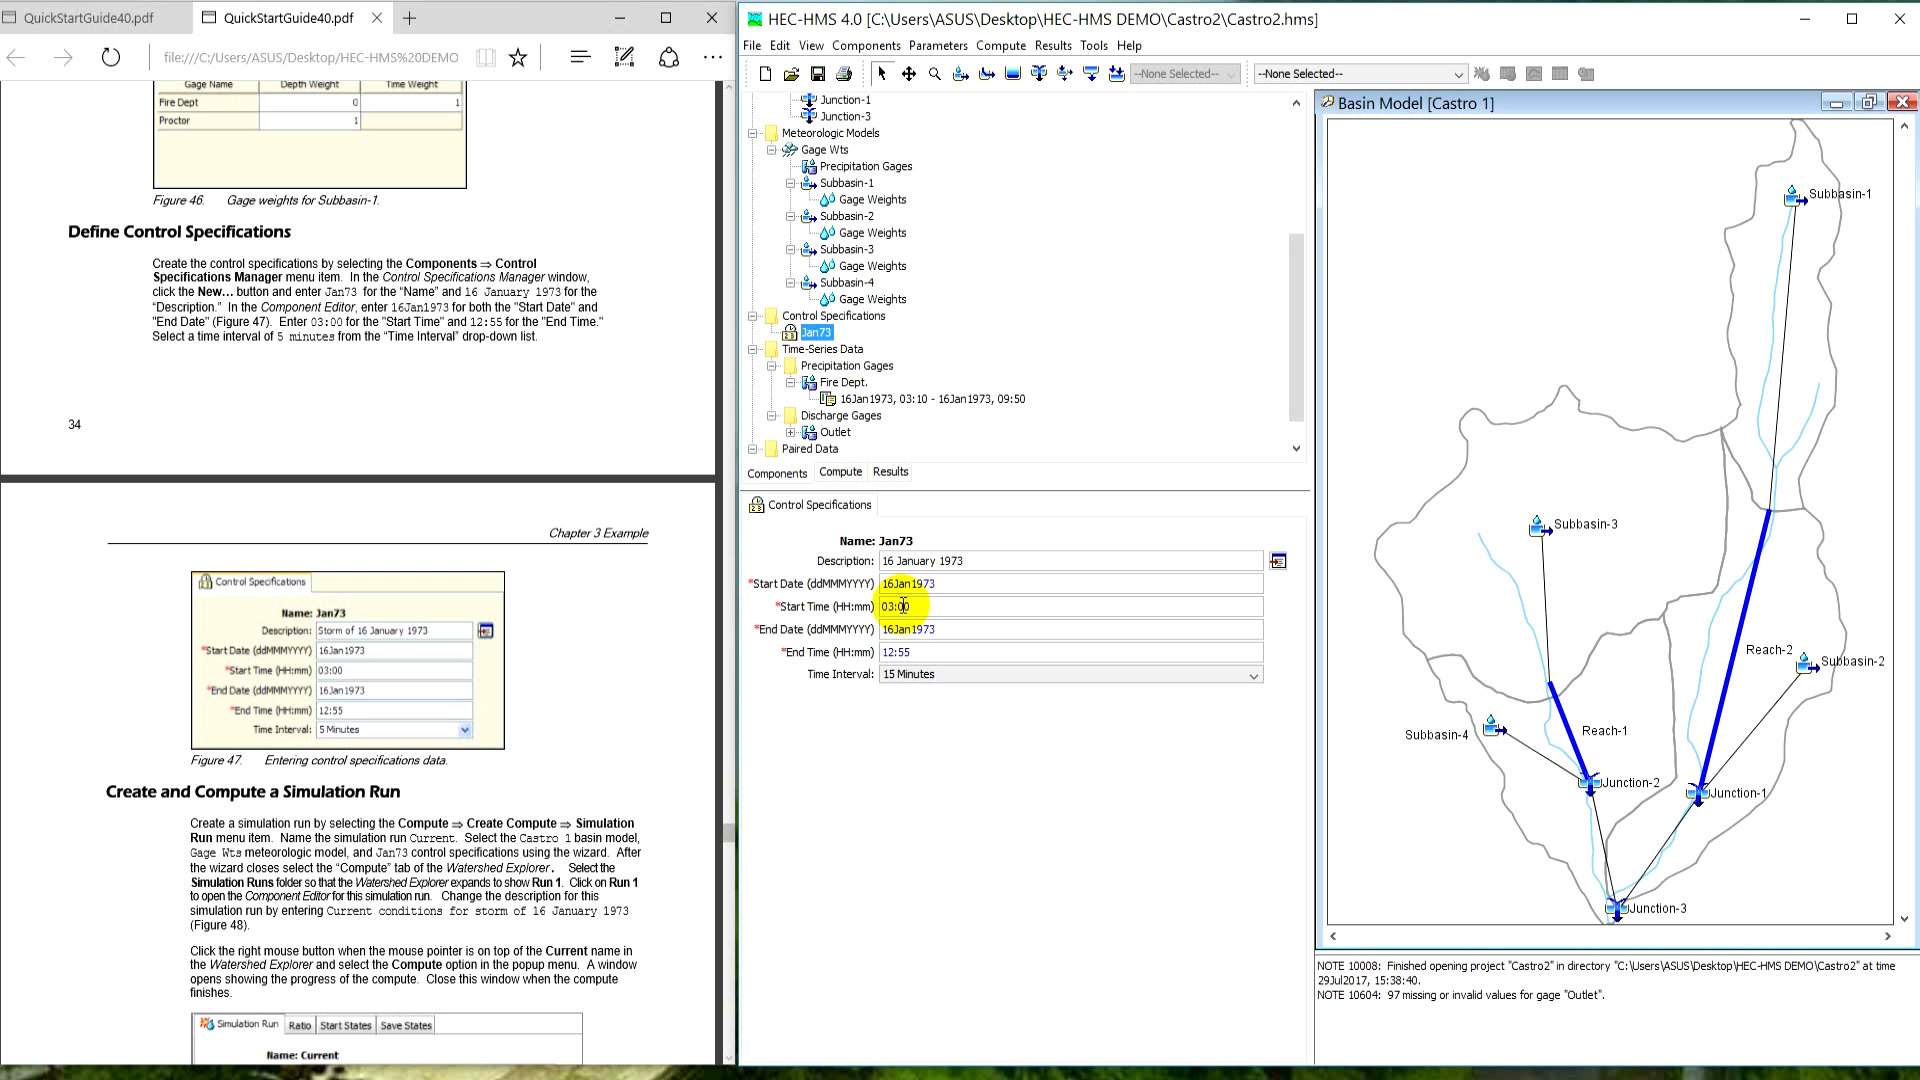 QuickStartGuide40.pdf
QuickStartGuide40.pdf
file:///C:/Users/ASUS/Desktop/HEC-HMS%20DEMO
Gage Name Depth Weight Time Weight
Fire Dept 0 1
Proctor 1
Figure 46. Gage weights for Subbasin-1.
Define Control Specifications
Create the control specifications by selecting the Components ⇒ Control
Specifications Manager menu item. In the Control Specifications Manager window,
click the New... button and enter Jan73 for the “Name” and 16 January 1973 for the
“Description.” In the Component Editor, enter 16Jan1973 for both the "Start Date" and
"End Date" (Figure 47). Enter 03:00 for the "Start Time" and 12:55 for the "End Time."
Select a time interval of 5 minutes from the “Time Interval” drop-down list.
34
Chapter 3 Example
Control Specifications
Name: Jan73
Description: Storm of 16 January 1973
*Start Date (ddMMMYYYY) 16Jan1973
*Start Time (HH:mm) 03:00
*End Date (ddMMMYYYY) 16Jan1973
*End Time (HH:mm) 12:55
Time Interval: 5 Minutes
Figure 47. Entering control specifications data.
Create and Compute a Simulation Run
Create a simulation run by selecting the Compute ⇒ Create Compute ⇒ Simulation
Run menu item. Name the simulation run Current. Select the Castro 1 basin model,
Gage Wts meteorologic model, and Jan73 control specifications using the wizard. After
the wizard closes select the “Compute” tab of the Watershed Explorer. Select the
Simulation Runs folder so that the Watershed Explorer expands to show Run 1. Click on Run 1
to open the Component Editor for this simulation run. Change the description for this
simulation run by entering Current conditions for storm of 16 January 1973
(Figure 48).
Click the right mouse button when the mouse pointer is on top of the Current name in
the Watershed Explorer and select the Compute option in the popup menu. A window
opens showing the progress of the compute. Close this window when the compute
finishes.
Simulation Run Ratio Start States Save States
Name: Current
HEC-HMS 4.0 [C:\Users\ASUS\Desktop\HEC-HMS DEMO\Castro2\Castro2.hms]
File Edit View Components Parameters Compute Results Tools Help
--None Selected-- --None Selected--
Junction-1
Junction-3
Meteorologic Models
Gage Wts
Precipitation Gages
Subbasin-1
Gage Weights
Subbasin-2
Gage Weights
Subbasin-3
Gage Weights
Subbasin-4
Gage Weights
Control Specifications
Jan73
Time-Series Data
Precipitation Gages
Fire Dept.
16Jan1973, 03:10 - 16Jan1973, 09:50
Discharge Gages
Outlet
Paired Data
Components Compute Results
Control Specifications
Name: Jan73
Description: 16 January 1973
*Start Date (ddMMMYYYY) 16Jan1973
*Start Time (HH:mm) 03:00
*End Date (ddMMMYYYY) 16Jan1973
*End Time (HH:mm) 12:55
Time Interval: 15 Minutes
Basin Model [Castro 1]
Subbasin-1
Subbasin-3
Reach-2
Subbasin-2
Subbasin-4
Reach-1
Junction-2
Junction-1
Junction-3
NOTE 10008: Finished opening project "Castro2" in directory "C:\Users\ASUS\Desktop\HEC-HMS DEMO\Castro2" at time
29Jul2017, 15:38:40.
NOTE 10604: 97 missing or invalid values for gage "Outlet".